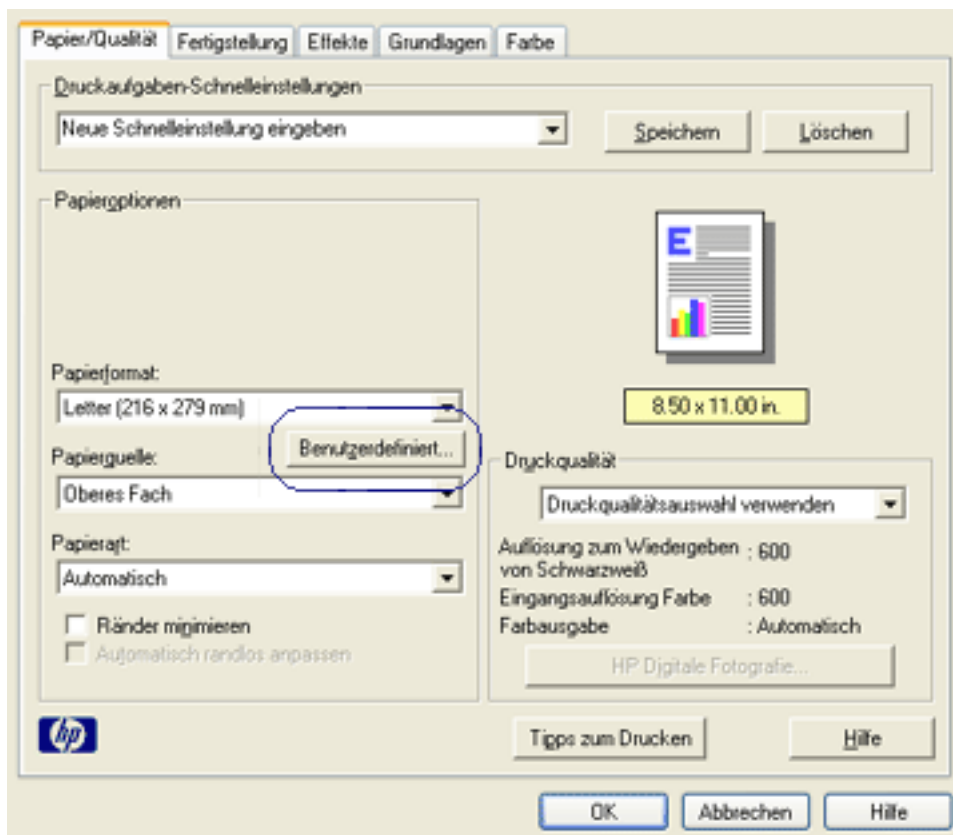 Papier/Qualität Fertigstellung Effekte Grundlagen Farbe
Druckaufgaben-Schnelleinstellungen
Neue Schnelleinstellung eingeben Speichern Löschen
Papieroptionen
E
Papierformat:
Letter (216 x 279 mm)
8.50 x 11.00 in.
Benutzerdefiniert...
Papierquelle:
Oberes Fach
Papierart:
Automatisch
Ränder minimieren
Automatisch randlos anpassen
Druckqualität
Druckqualitätsauswahl verwenden
Auflösung zum Wiedergeben : 600
von Schwarzweiß
Eingangsauflösung Farbe : 600
Farbausgabe : Automatisch
HP Digitale Fotografie...
hp
Tipps zum Drucken Hilfe
OK Abbrechen Hilfe